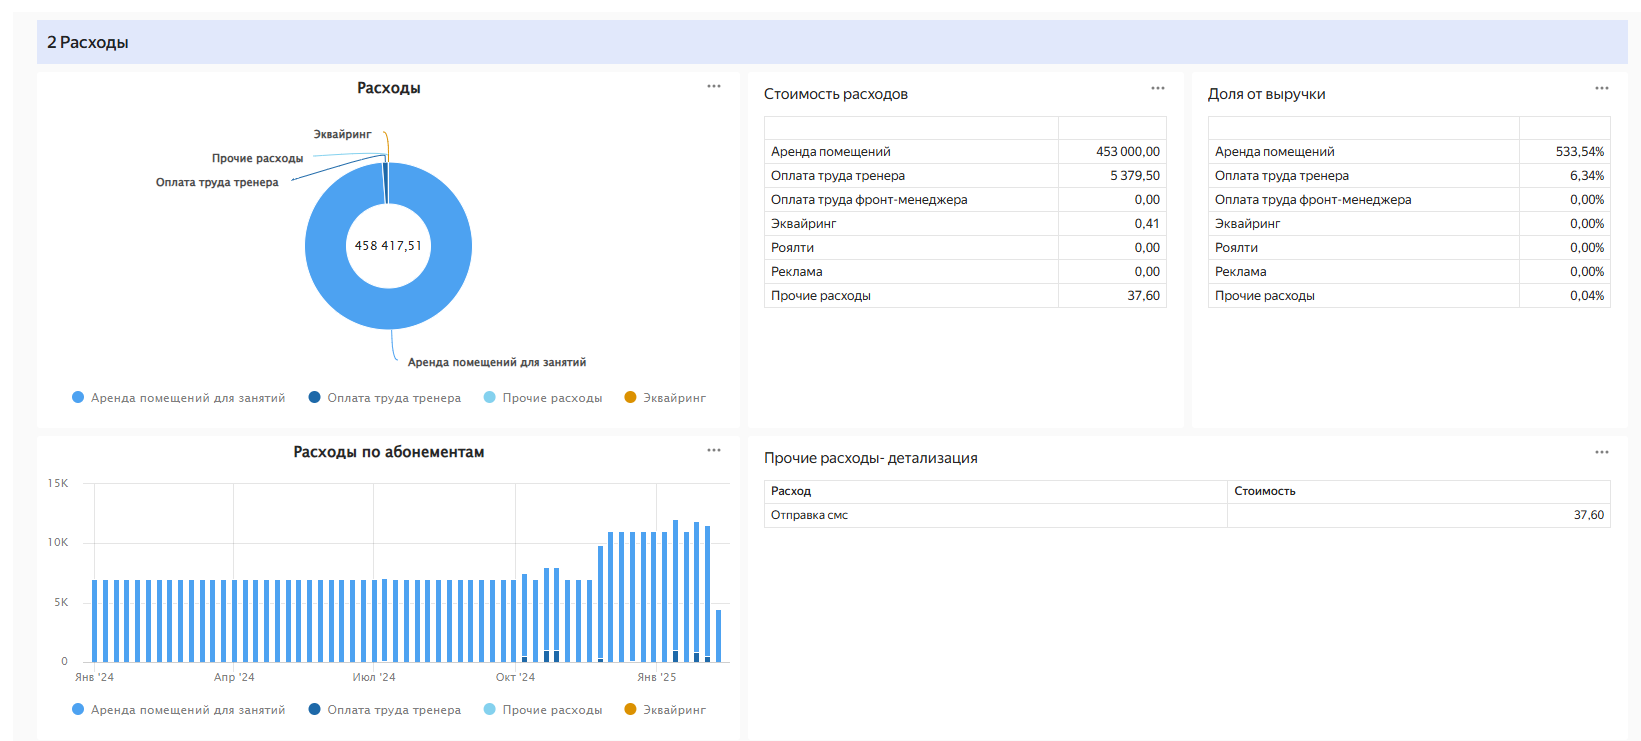 2 Расходы
Расходы
Эквайринг
Прочие расходы
Оплата труда тренера
458 417,51
Аренда помещений для занятий
Аренда помещений для занятий Оплата труда тренера Прочие расходы Эквайринг
Стоимость расходов
Аренда помещений 453 000,00
Оплата труда тренера 5 379,50
Оплата труда фронт-менеджера 0,00
Эквайринг 0,41
Роялти 0,00
Реклама 0,00
Прочие расходы 37,60
Доля от выручки
Аренда помещений 533,54%
Оплата труда тренера 6,34%
Оплата труда фронт-менеджера 0,00%
Эквайринг 0,00%
Роялти 0,00%
Реклама 0,00%
Прочие расходы 0,04%
Расходы по абонементам
15K
10K
5K
0
Янв '24 Апр '24 Июл '24 Окт '24 Янв '25
Аренда помещений для занятий Оплата труда тренера Прочие расходы Эквайринг
Прочие расходы- детализация
Расход Стоимость
Отправка смс 37,60